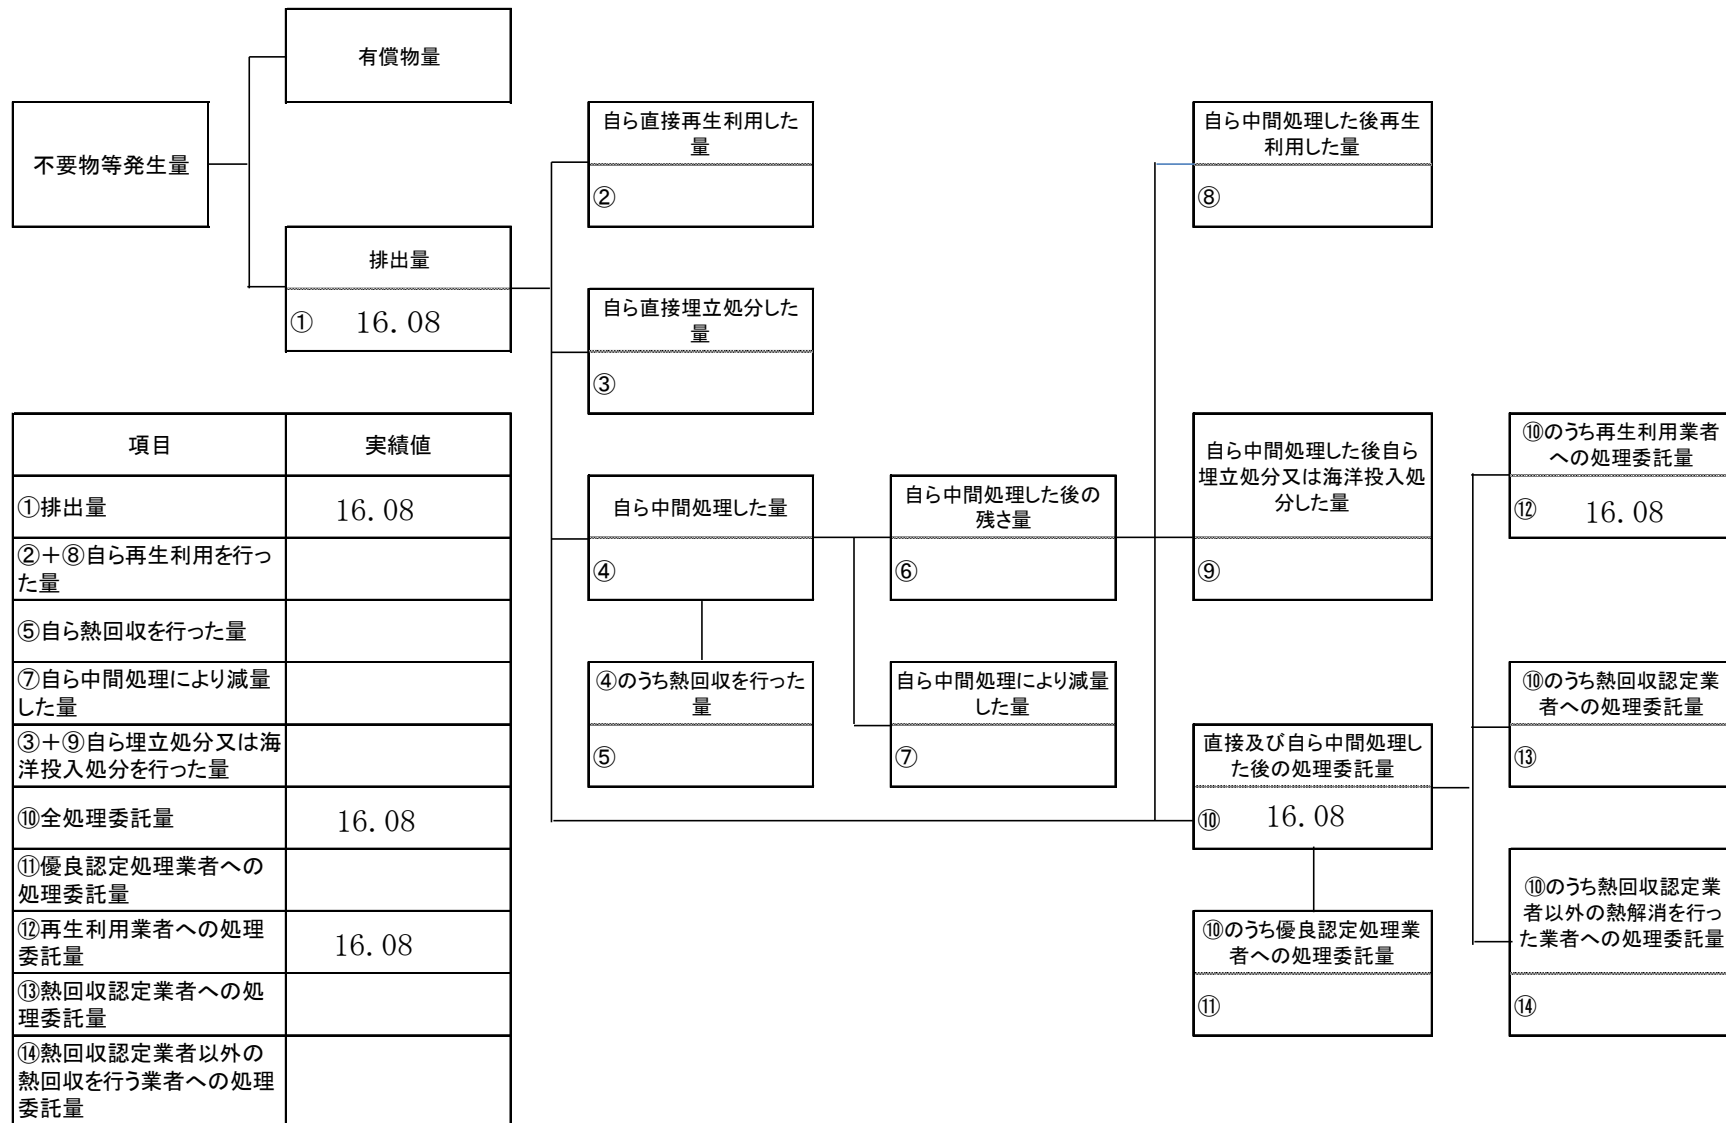 有償物量
不要物等発生量
排出量
① 16.08
自ら直接再生利用した
量
②
自ら直接埋立処分した
量
③
自ら中間処理した量
④
④のうち熱回収を行った
量
⑤
自ら中間処理した後の
残さ量
⑥
自ら中間処理により減量
した量
⑦
自ら中間処理した後再生
利用した量
⑧
自ら中間処理した後自ら
埋立処分又は海洋投入処
分した量
⑨
直接及び自ら中間処理し
た後の処理委託量
⑩ 16.08
⑩のうち優良認定処理業
者への処理委託量
⑪
⑩のうち再生利用業者
への処理委託量
⑫ 16.08
⑩のうち熱回収認定業
者への処理委託量
⑬
⑩のうち熱回収認定業
者以外の熱解消を行っ
た業者への処理委託量
⑭
項目 実績値
①排出量 16.08
②+⑧自ら再生利用を行っ
た量
⑤自ら熱回収を行った量
⑦自ら中間処理により減量
した量
③+⑨自ら埋立処分又は海
洋投入処分を行った量
⑩全処理委託量 16.08
⑪優良認定処理業者への
処理委託量
⑫再生利用業者への処理
委託量 16.08
⑬熱回収認定業者への処
理委託量
⑭熱回収認定業者以外の
熱回収を行う業者への処理
委託量